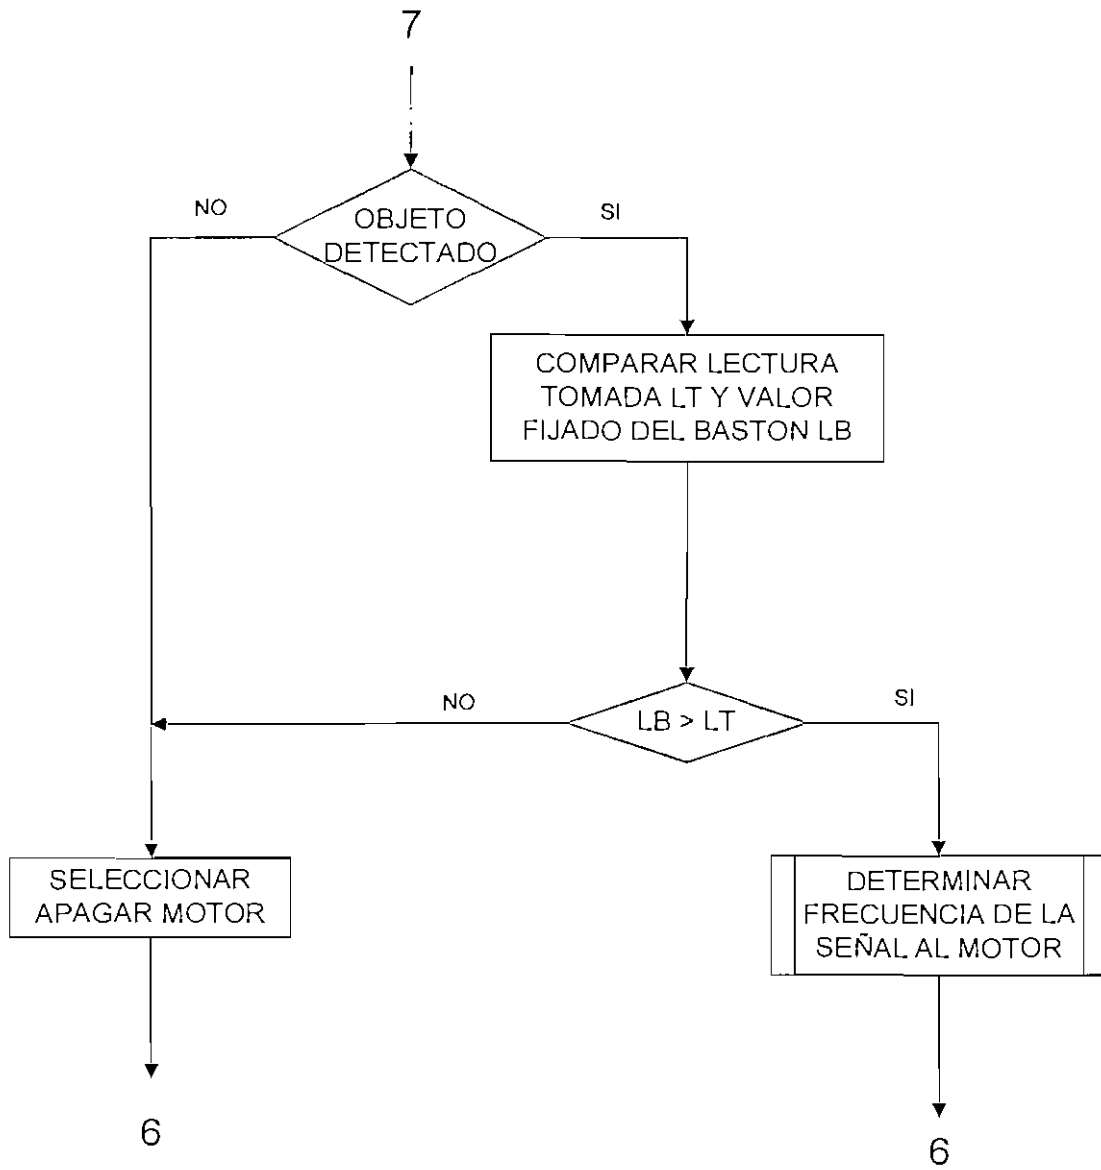 7
NO
OBJETO
DETECTADO
SI
COMPARAR LECTURA
TOMADA LT Y VALOR
FIJADO DEL BASTON LB
NO
LB > LT
SI
SELECCIONAR
APAGAR MOTOR
DETERMINAR
FRECUENCIA DE LA
SEÑAL AL MOTOR
6
6